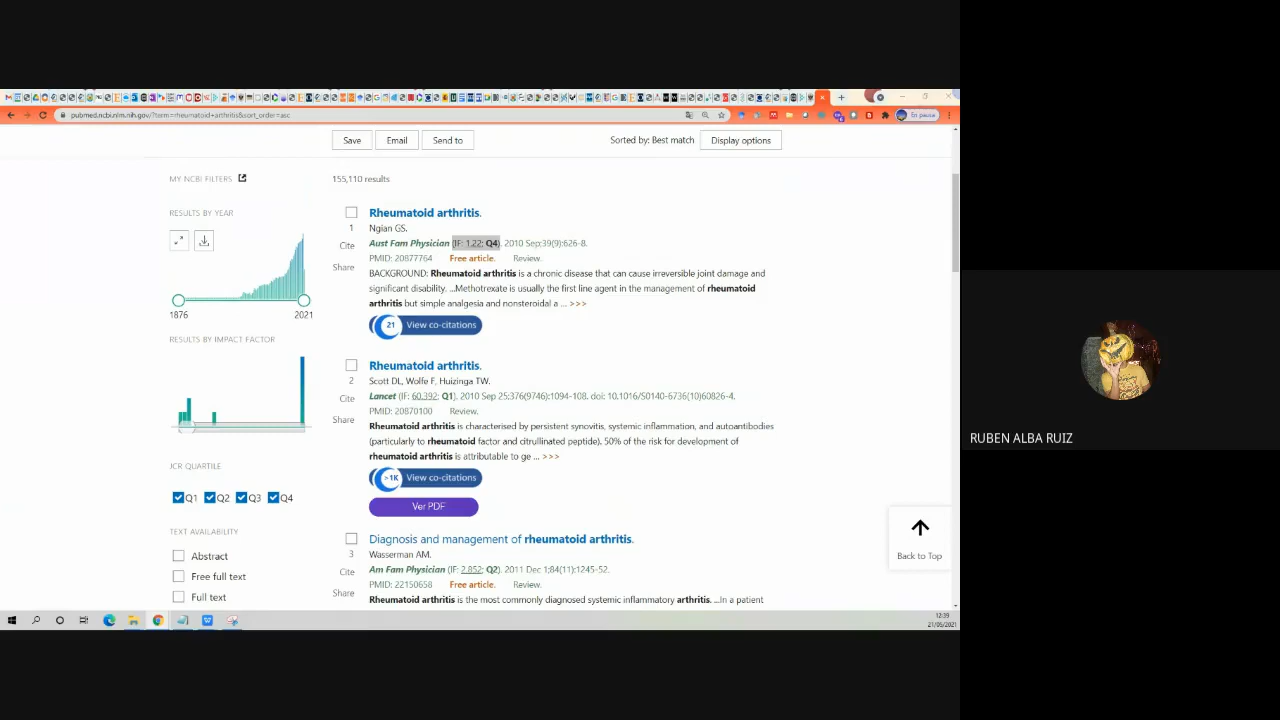 pubmed.ncbi.nlm.nih.gov/?term=rheumatoid+arthritis&sort_order=asc
En pausa
Save
Email
Send to
Sorted by: Best match
Display options
MY NCBI FILTERS
155,110 results
RESULTS BY YEAR
1876
2021
RESULTS BY IMPACT FACTOR
JCR QUARTILE
Q1
Q2
Q3
Q4
TEXT AVAILABILITY
Abstract
Free full text
Full text
Rheumatoid arthritis.
1
Ngian GS.
Cite
Aust Fam Physician (IF: 1.22; Q4). 2010 Sep;39(9):626-8.
PMID: 20877764 Free article. Review.
Share
BACKGROUND: Rheumatoid arthritis is a chronic disease that can cause irreversible joint damage and
significant disability. ...Methotrexate is usually the first line agent in the management of rheumatoid
arthritis but simple analgesia and nonsteroidal a ... >>>
21 View co-citations
Rheumatoid arthritis.
2
Scott DL, Wolfe F, Huizinga TW.
Cite
Lancet (IF: 60.392; Q1). 2010 Sep 25;376(9746):1094-108. doi: 10.1016/S0140-6736(10)60826-4.
PMID: 20870100 Review.
Share
Rheumatoid arthritis is characterised by persistent synovitis, systemic inflammation, and autoantibodies
(particularly to rheumatoid factor and citrullinated peptide). 50% of the risk for development of
rheumatoid arthritis is attributable to ge ... >>>
>1K View co-citations
Ver PDF
Diagnosis and management of rheumatoid arthritis.
3
Wasserman AM.
Cite
Am Fam Physician (IF: 2.852; Q2). 2011 Dec 1;84(11):1245-52.
PMID: 22150658 Free article. Review.
Share
Rheumatoid arthritis is the most commonly diagnosed systemic inflammatory arthritis. ...In a patient
Back to Top
12:39
21/05/2021
RUBEN ALBA RUIZ